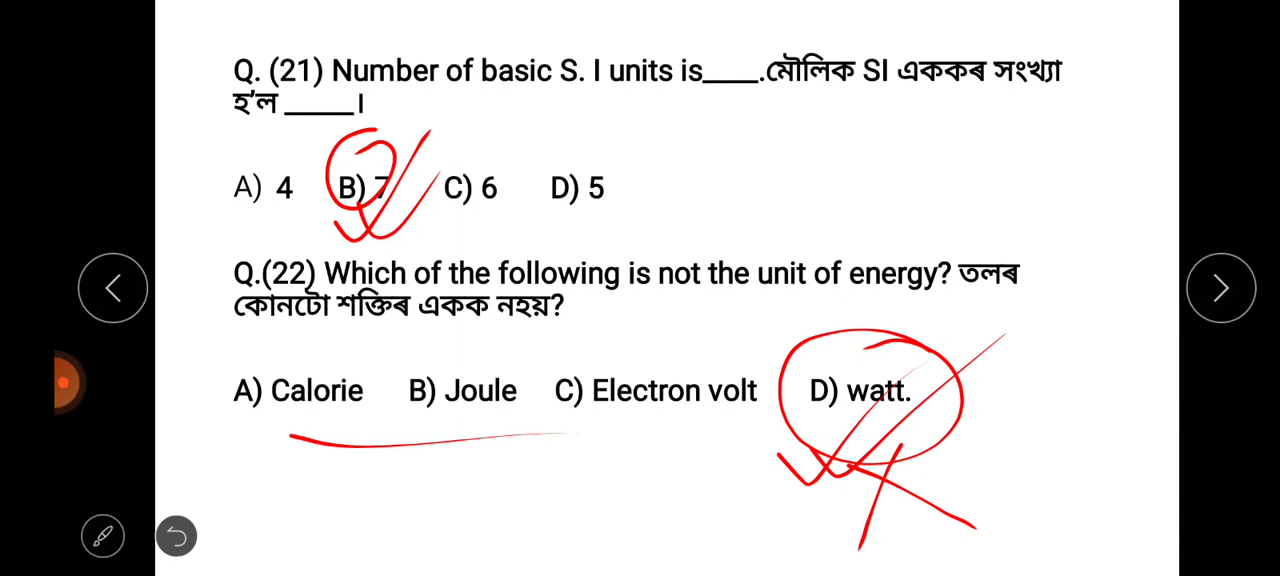 Q. (21) Number of basic S. I units is____.মৌলিক SI এককৰ সংখ্যা
হ'ল _____।
A) 4 B) 7 C) 6 D) 5
Q.(22) Which of the following is not the unit of energy? তলৰ
কোনটো শক্তিৰ একক নহয়?
A) Calorie B) Joule C) Electron volt D) watt.